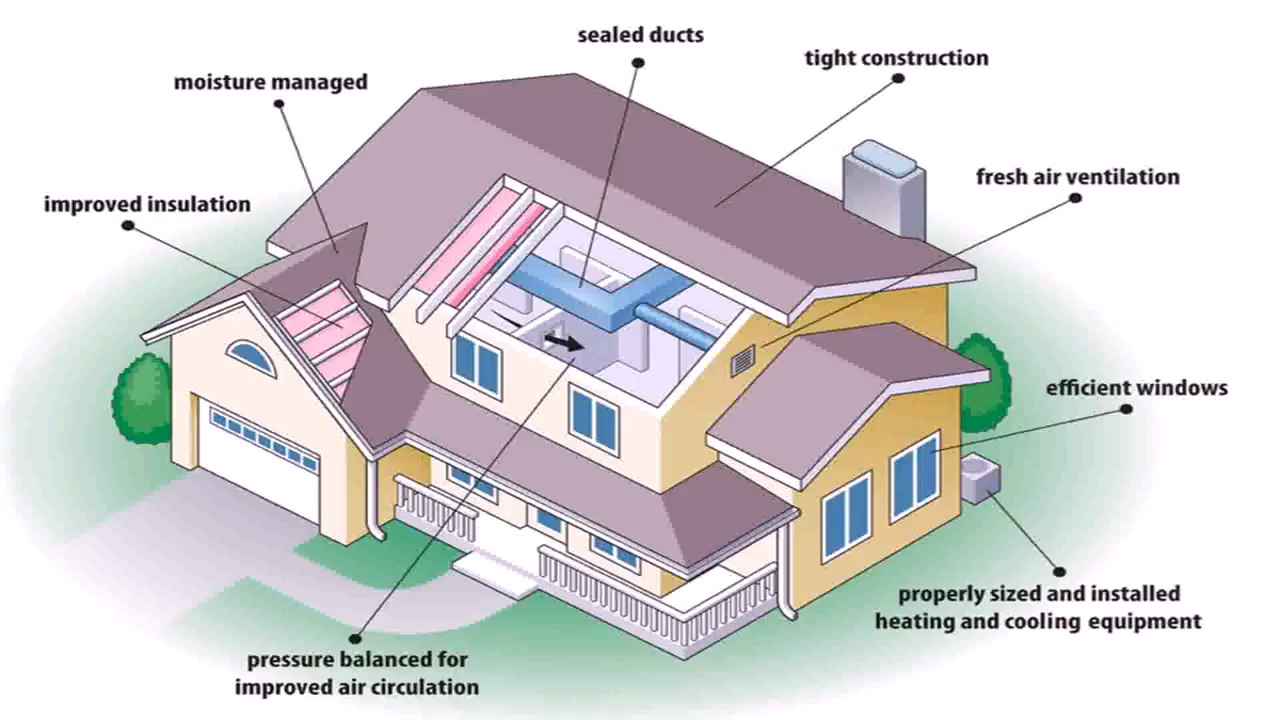 sealed ducts
tight construction
moisture managed
fresh air ventilation
improved insulation
efficient windows
properly sized and installed
heating and cooling equipment
pressure balanced for
improved air circulation